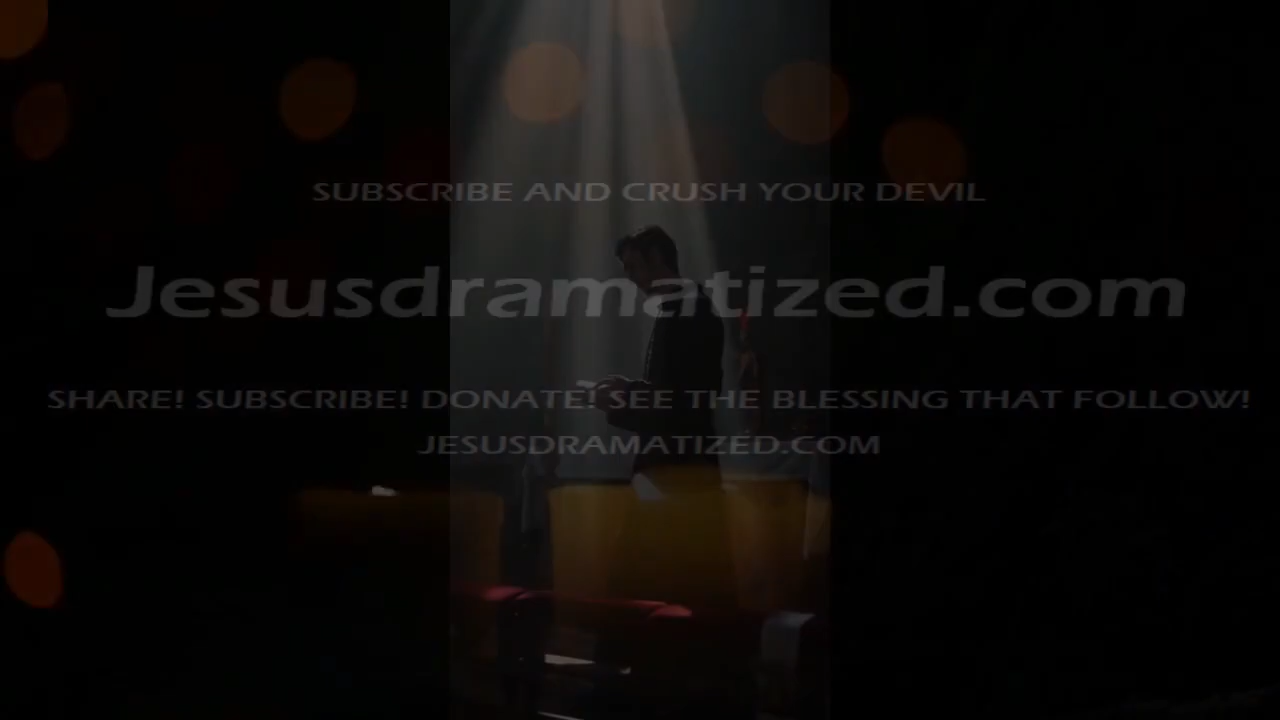 SUBSCRIBE AND CRUSH YOUR DEVIL
Jesusdramatized.com
SHARE! SUBSCRIBE! DONATE! SEE THE BLESSING THAT FOLLOW!
JESUSDRAMATIZED.COM